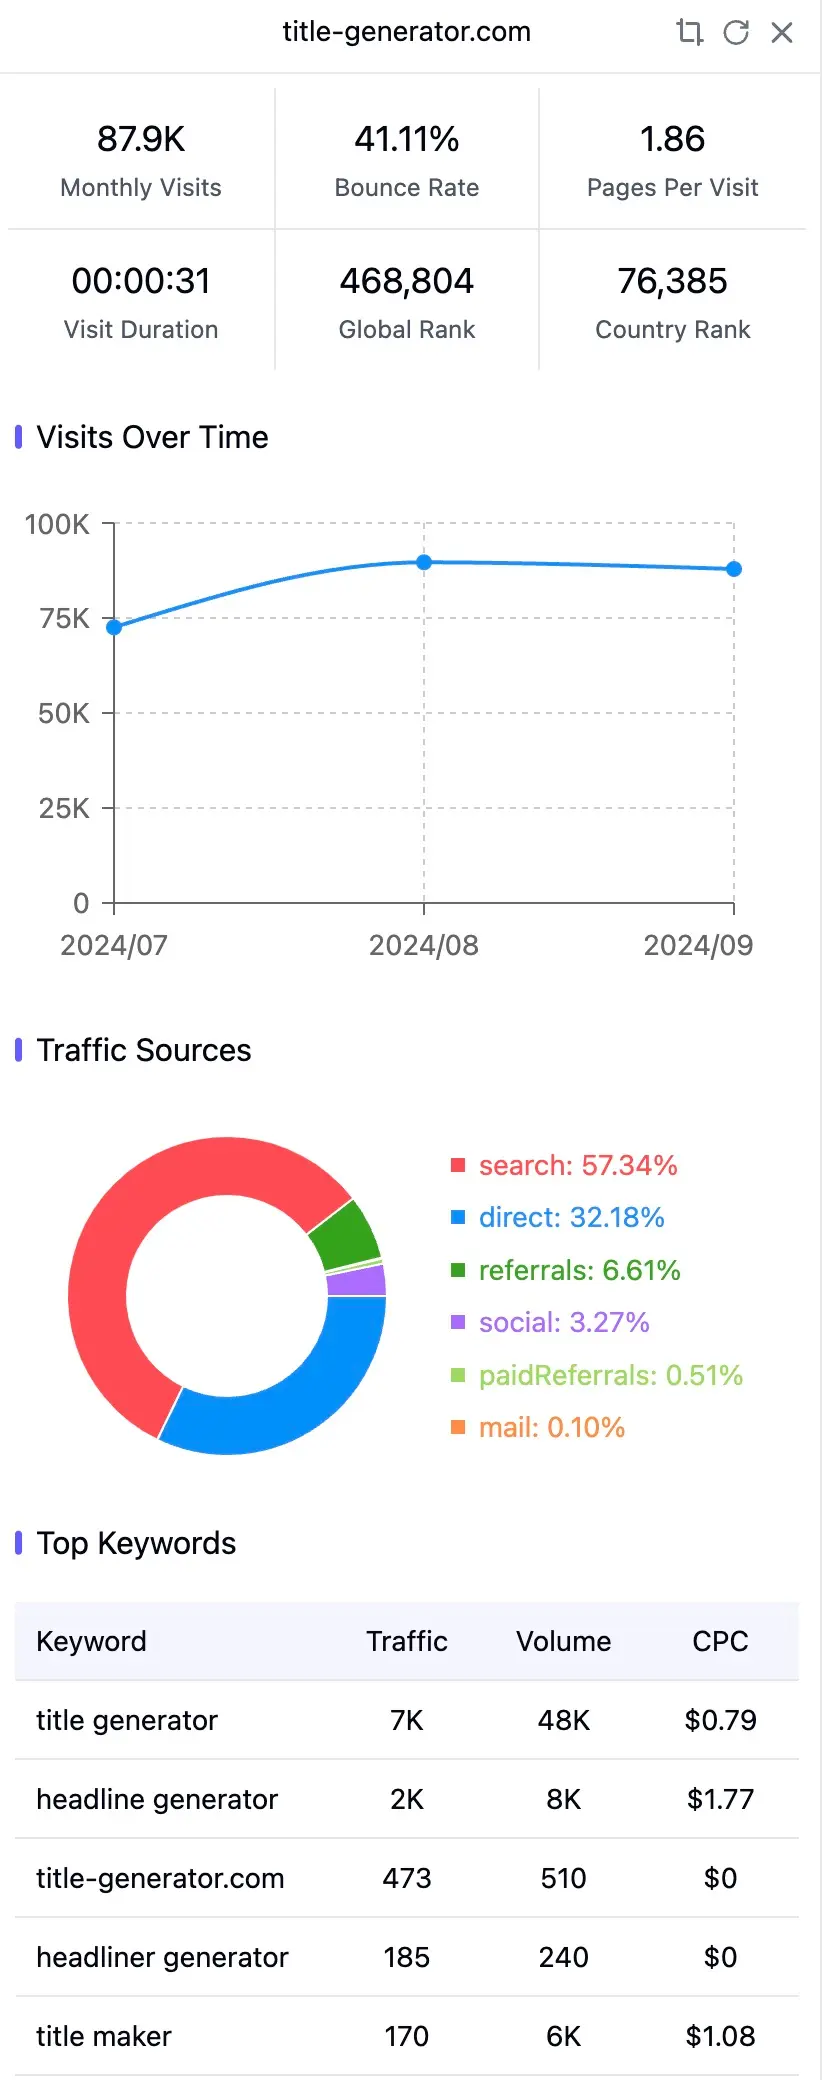 title-generator.com
87.9K 41.11% 1.86
Monthly Visits Bounce Rate Pages Per Visit
00:00:31 468,804 76,385
Visit Duration Global Rank Country Rank
Visits Over Time
100K
75K
50K
25K
0
2024/07 2024/08 2024/09
Traffic Sources
search: 57.34%
direct: 32.18%
referrals: 6.61%
social: 3.27%
paidReferrals: 0.51%
mail: 0.10%
Top Keywords
Keyword Traffic Volume CPC
title generator 7K 48K $0.79
headline generator 2K 8K $1.77
title-generator.com 473 510 $0
headliner generator 185 240 $0
title maker 170 6K $1.08